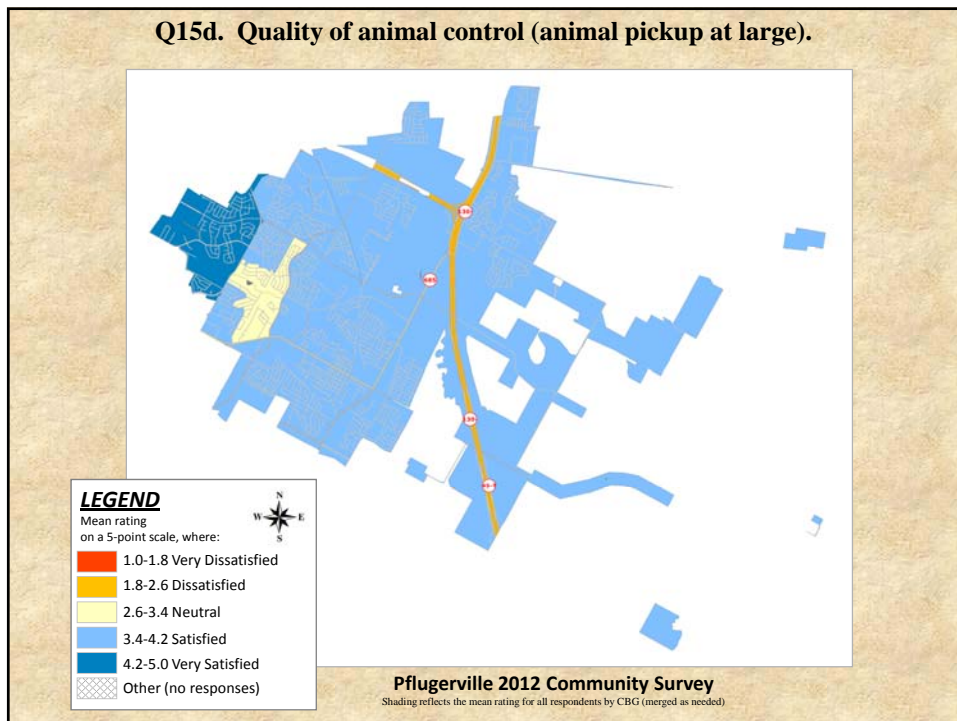 Q15d. Quality of animal control (animal pickup at large).
685
LEGEND
N
W E
S
Mean rating
on a 5-point scale, where:
1.0-1.8 Very Dissatisfied
1.8-2.6 Dissatisfied
2.6-3.4 Neutral
3.4-4.2 Satisfied
4.2-5.0 Very Satisfied
Other (no responses)
Pflugerville 2012 Community Survey
Shading reflects the mean rating for all respondents by CBG (merged as needed)